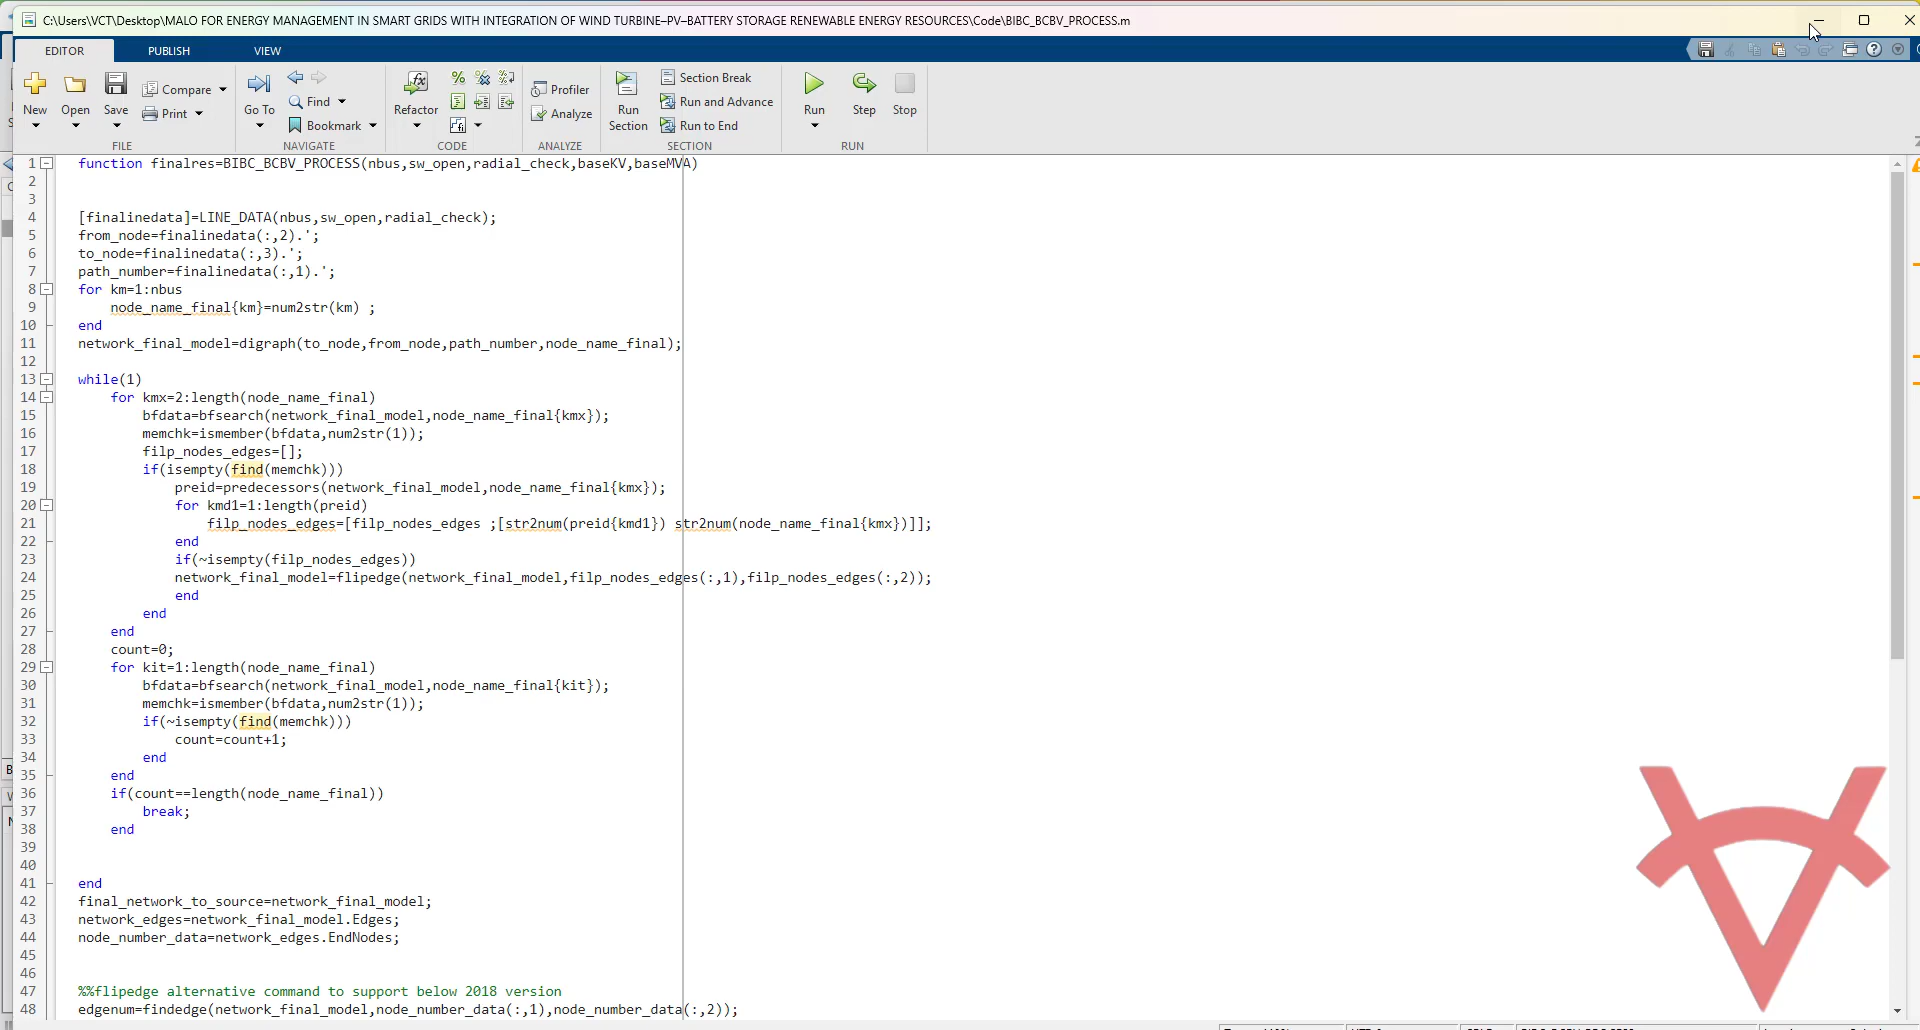 C:\Users\VCT\Desktop\MALO FOR ENERGY MANAGEMENT IN SMART GRIDS WITH INTEGRATION OF WIND TURBINE–PV–BATTERY STORAGE RENEWABLE ENERGY RESOURCES\Code\BIBC_BCBV_PROCESS.m
EDITOR PUBLISH VIEW
New Open Save Compare Print
Go To Find Bookmark
Refactor
Profiler Analyze
Run Section Section Break Run and Advance Run to End
Run Step Stop
FILE NAVIGATE CODE ANALYZE SECTION RUN
1 function finalres=BIBC_BCBV_PROCESS(nbus,sw_open,radial_check,baseKV,baseMVA)
2
3
4 [finalinedata]=LINE_DATA(nbus,sw_open,radial_check);
5 from_node=finalinedata(:,2).';
6 to_node=finalinedata(:,3).';
7 path_number=finalinedata(:,1).';
8 for km=1:nbus
9 node_name_final{km}=num2str(km) ;
10 end
11 network_final_model=digraph(to_node,from_node,path_number,node_name_final);
12
13 while(1)
14 for kmx=2:length(node_name_final)
15 bfdata=bfsearch(network_final_model,node_name_final{kmx});
16 memchk=ismember(bfdata,num2str(1));
17 filp_nodes_edges=[];
18 if(isempty(find(memchk)))
19 preid=predecessors(network_final_model,node_name_final{kmx});
20 for kmd1=1:length(preid)
21 filp_nodes_edges=[filp_nodes_edges ;[str2num(preid{kmd1}) str2num(node_name_final{kmx})]];
22 end
23 if(~isempty(filp_nodes_edges))
24 network_final_model=flipedge(network_final_model,filp_nodes_edges(:,1),filp_nodes_edges(:,2));
25 end
26 end
27 end
28 count=0;
29 for kit=1:length(node_name_final)
30 bfdata=bfsearch(network_final_model,node_name_final{kit});
31 memchk=ismember(bfdata,num2str(1));
32 if(~isempty(find(memchk)))
33 count=count+1;
34 end
35 end
36 if(count==length(node_name_final))
37 break;
38 end
39
40
41 end
42 final_network_to_source=network_final_model;
43 network_edges=network_final_model.Edges;
44 node_number_data=network_edges.EndNodes;
45
46
47 %%flipedge alternative command to support below 2018 version
48 edgenum=findedge(network_final_model,node_number_data(:,1),node_number_data(:,2));